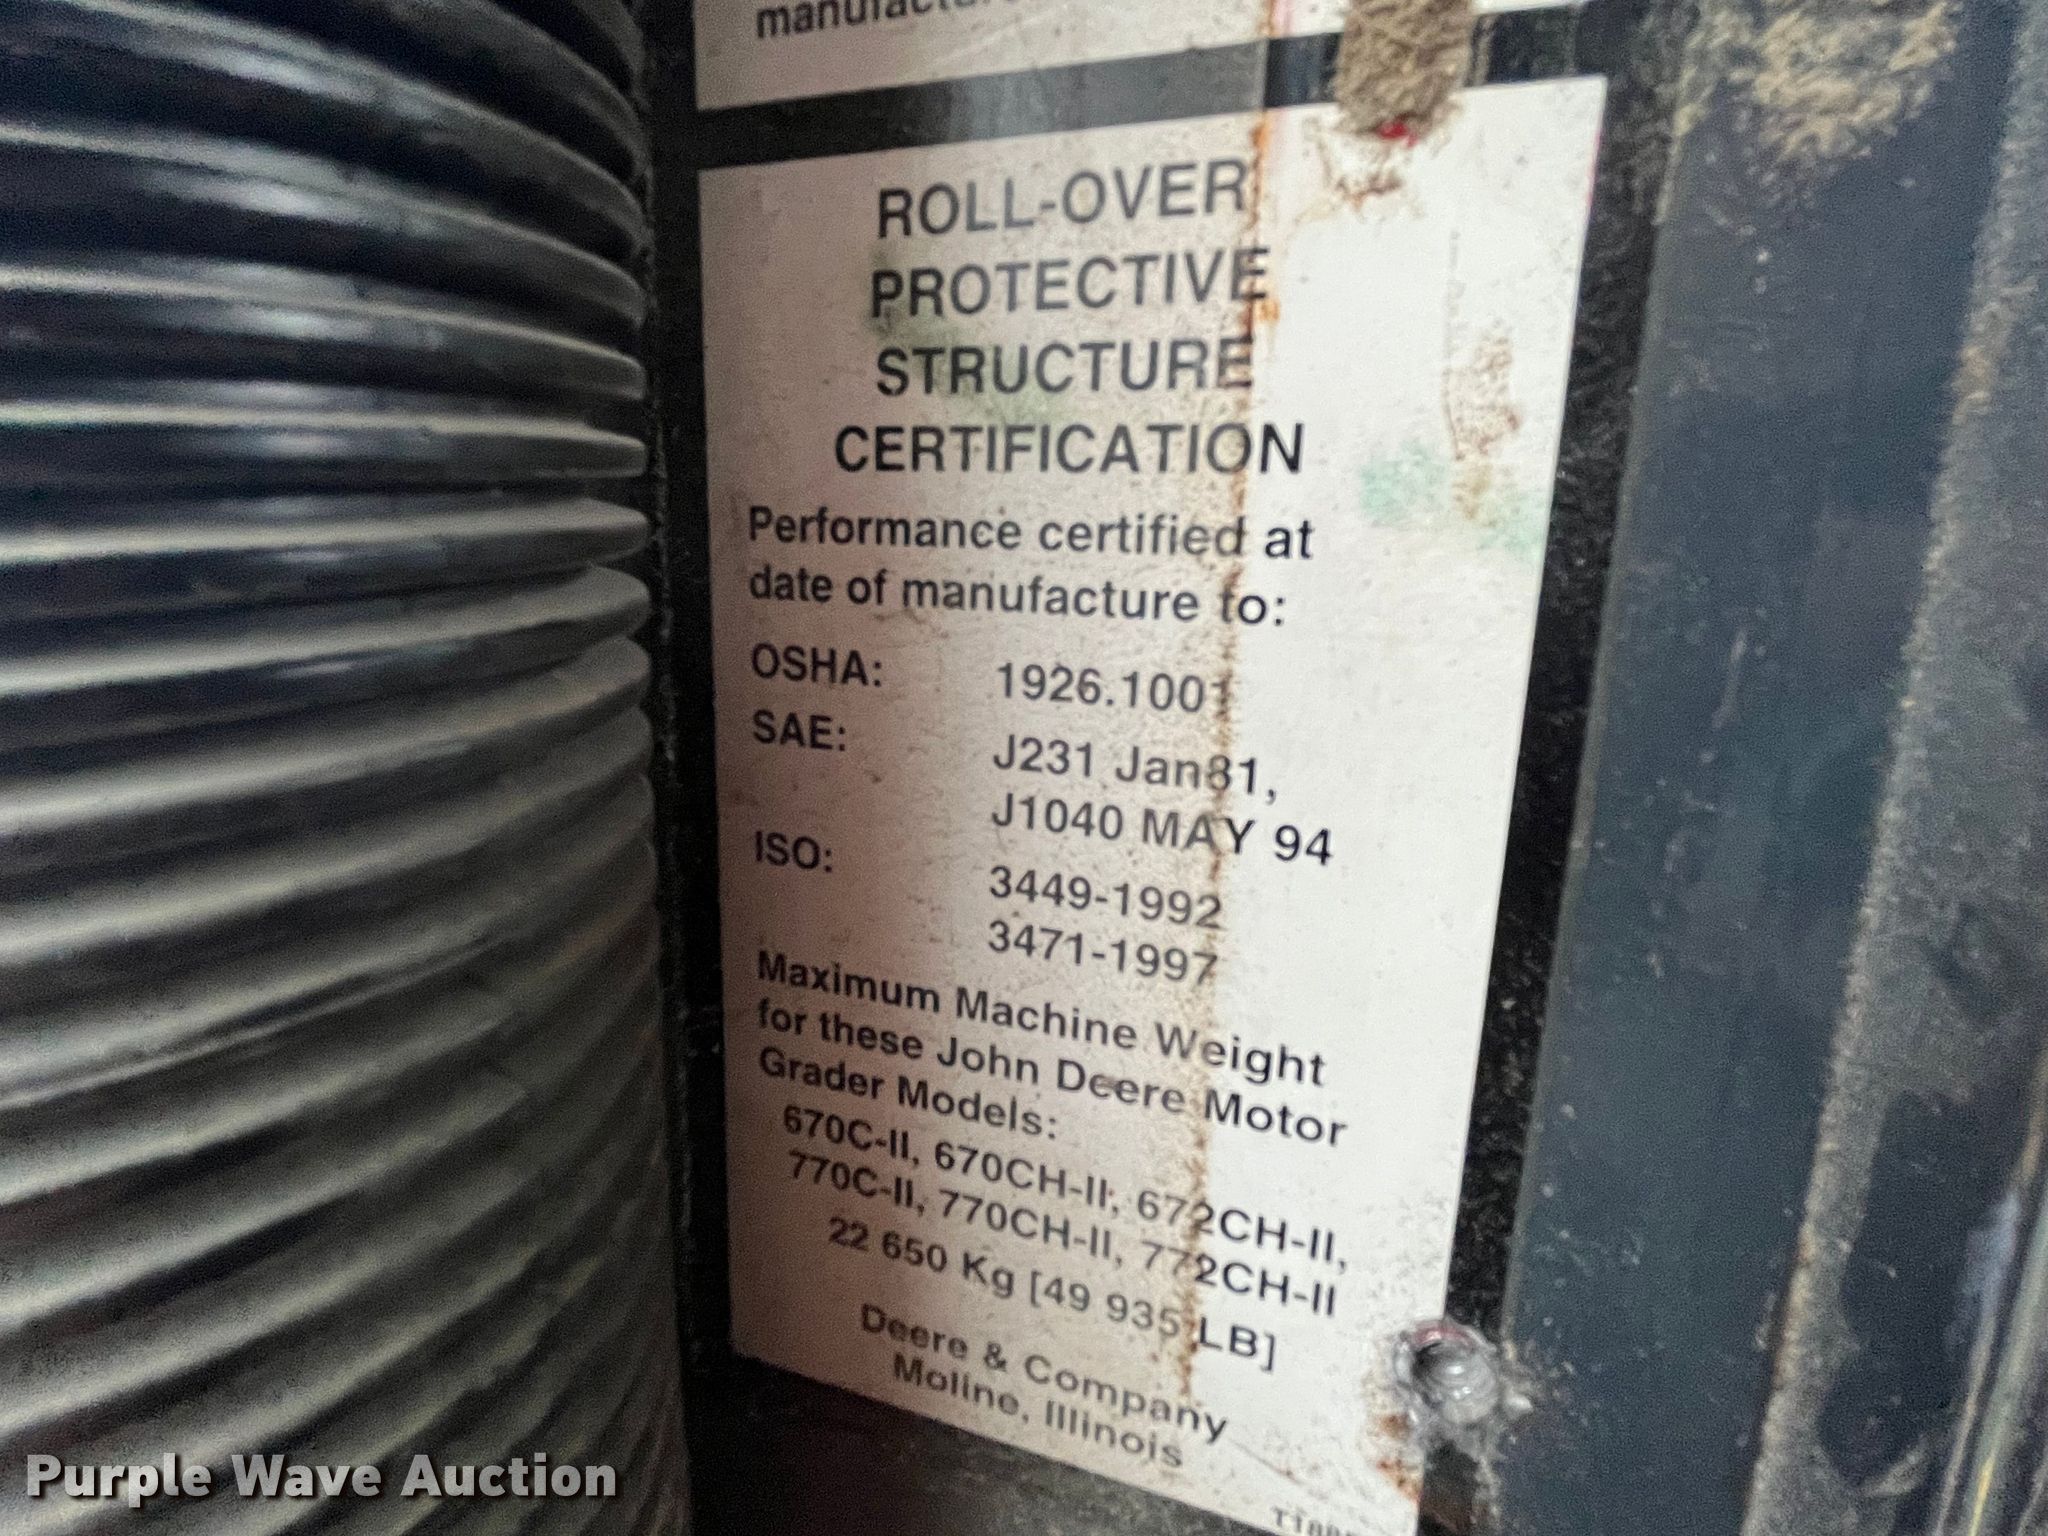 ROLL-OVER
PROTECTIVE
STRUCTURE
CERTIFICATION
Performance certified at
date of manufacture to:
OSHA: 1926.1001
SAE: J231 Jan81,
J1040 MAY 94
ISO: 3449-1992
3471-1997
Maximum Machine Weight
for these John Deere Motor
Grader Models:
670C-II, 670CH-II, 672CH-II,
770C-II, 770CH-II, 772CH-II
22 650 Kg [49 935 LB]
Deere & Company
Moline, Illinois
Purple Wave Auction